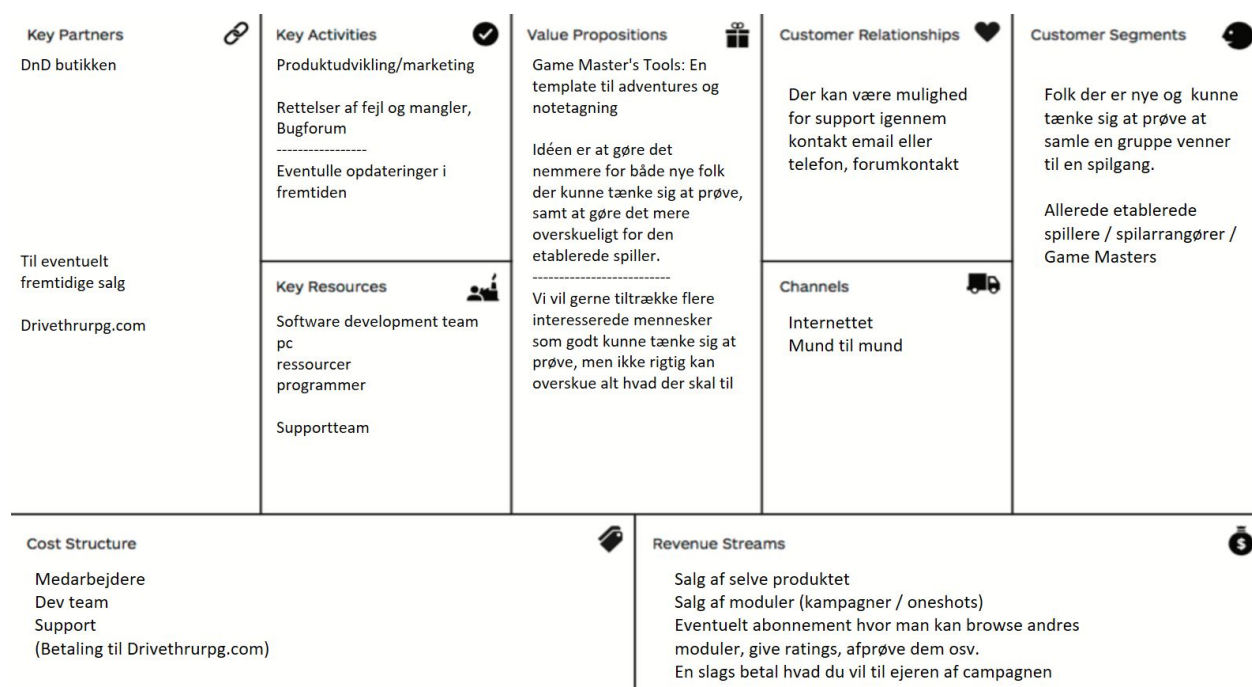 Key Partners
DnD butikken
Til eventuelt
fremtidige salg
Drivethrurpg.com
Key Activities
Produktudvikling/marketing
Rettelser af fejl og mangler,
Bugforum
-----------------
Eventulle opdateringer i
fremtiden
Key Resources
Software development team
pc
ressourcer
programmer
Supportteam
Value Propositions
Game Master's Tools: En
template til adventures og
notetagning
Idéen er at gøre det
nemmere for både nye folk
der kunne tænke sig at prøve,
samt at gøre det mere
overskueligt for den
etablerede spiller.
--------------------------
Vi vil gerne tiltrække flere
interesserede mennesker
som godt kunne tænke sig at
prøve, men ikke rigtig kan
overskue alt hvad der skal til
Customer Relationships
Der kan være mulighed
for support igennem
kontakt email eller
telefon, forumkontakt
Channels
Internettet
Mund til mund
Customer Segments
Folk der er nye og kunne
tænke sig at prøve at
samle en gruppe venner
til en spilgang.
Allerede etablerede
spillere / spilarrangører /
Game Masters
Cost Structure
Medarbejdere
Dev team
Support
(Betaling til Drivethrurpg.com)
Revenue Streams
$
Salg af selve produktet
Salg af moduler (kampagner / oneshots)
Eventuelt abonnement hvor man kan browse andres
moduler, give ratings, afprøve dem osv.
En slags betal hvad du vil til ejeren af campagnen